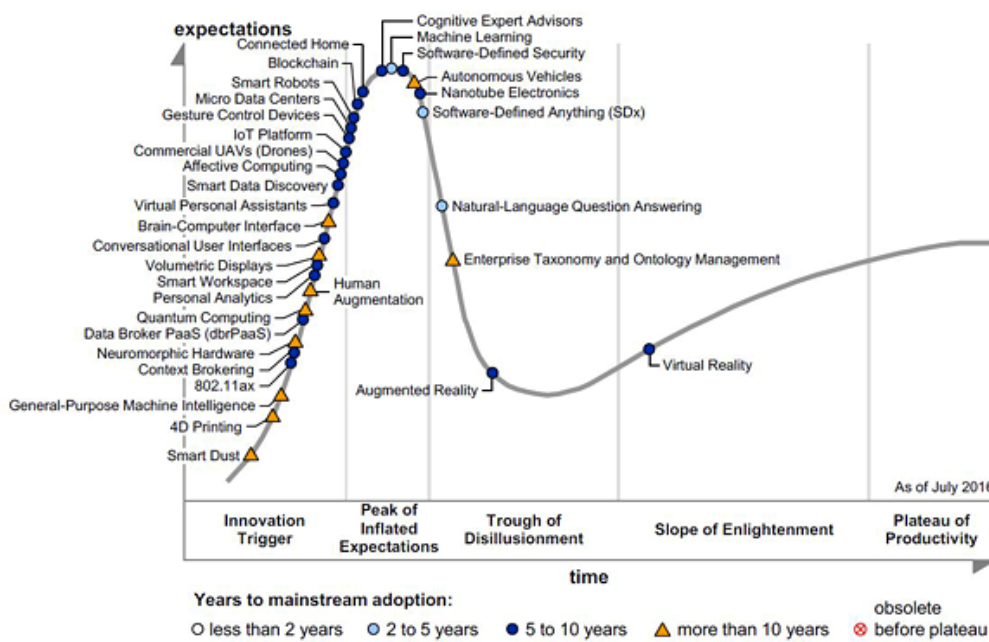 expectations
Cognitive Expert Advisors
Connected Home
Machine Learning
Blockchain
Software-Defined Security
Smart Robots
Autonomous Vehicles
Micro Data Centers
Nanotube Electronics
Gesture Control Devices
Software-Defined Anything (SDx)
IoT Platform
Commercial UAVs (Drones)
Affective Computing
Smart Data Discovery
Virtual Personal Assistants
Natural-Language Question Answering
Brain-Computer Interface
Conversational User Interfaces
Volumetric Displays
Enterprise Taxonomy and Ontology Management
Smart Workspace
Personal Analytics
Human
Augmentation
Quantum Computing
Data Broker PaaS (dbrPaaS)
Neuromorphic Hardware
Context Brokering
802.11ax
Augmented Reality
Virtual Reality
General-Purpose Machine Intelligence
4D Printing
Smart Dust
As of July 2016
Innovation
Trigger
Peak of
Inflated
Expectations
Trough of
Disillusionment
Slope of Enlightenment
Plateau of
Productivity
time
Years to mainstream adoption:
less than 2 years
2 to 5 years
5 to 10 years
more than 10 years
obsolete
before plateau